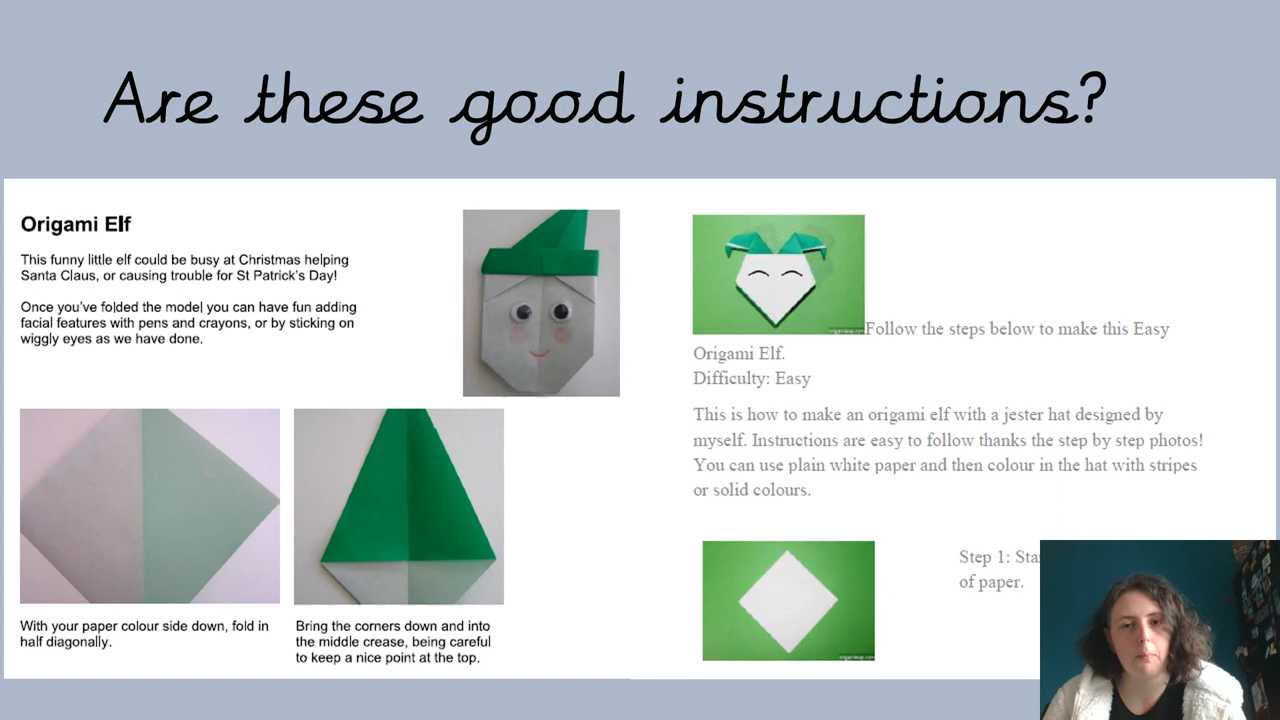 Are these good instructions?
Origami Elf
This funny little elf could be busy at Christmas helping
Santa Claus, or causing trouble for St Patrick's Day!
Once you've folded the model you can have fun adding
facial features with pens and crayons, or by sticking on
wiggly eyes as we have done.
With your paper colour side down, fold in
half diagonally.
Bring the corners down and into
the middle crease, being careful
to keep a nice point at the top.
Follow the steps below to make this Easy
Origami Elf.
Difficulty: Easy
This is how to make an origami elf with a jester hat designed by
myself. Instructions are easy to follow thanks the step by step photos!
You can use plain white paper and then colour in the hat with stripes
or solid colours.
Step 1:
of paper.